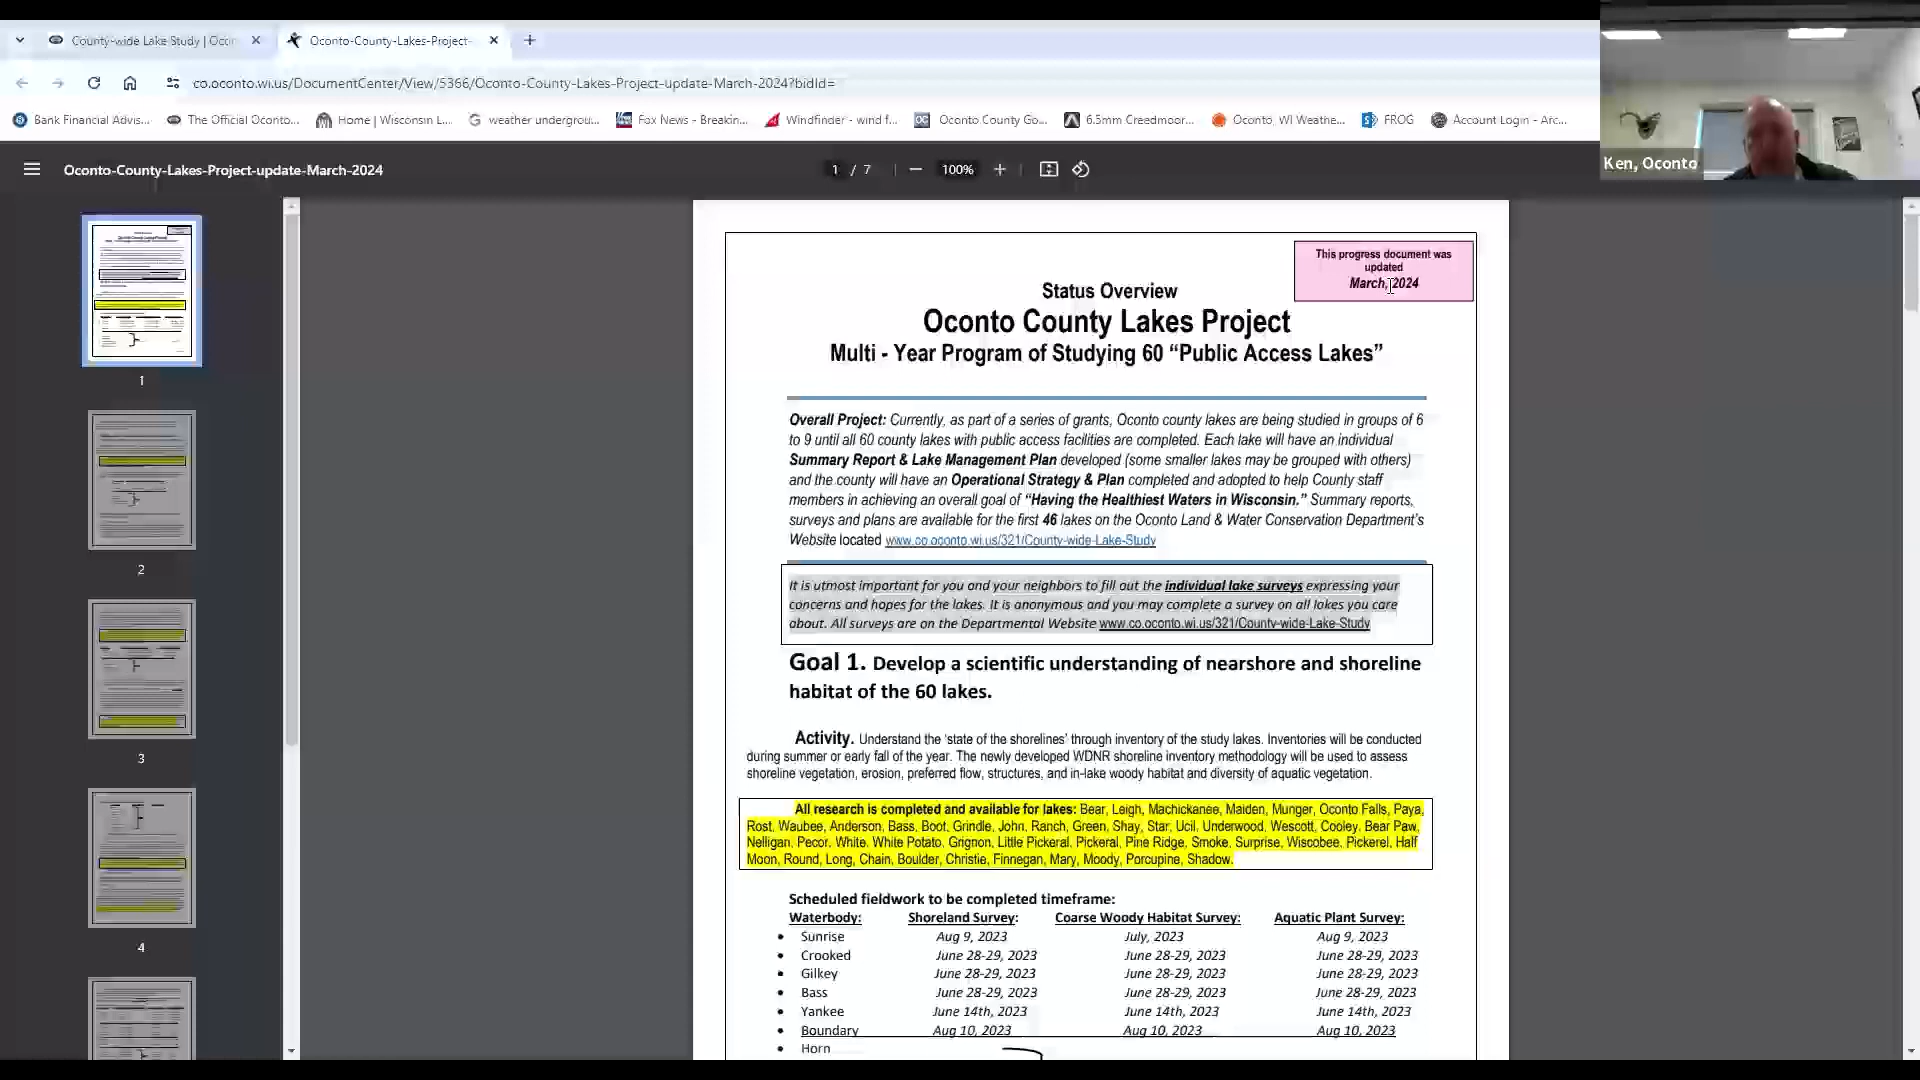 County-wide Lake Study | Ocon
Oconto-County-Lakes-Project-
co.oconto.wi.us/DocumentCenter/View/5366/Oconto-County-Lakes-Project-update-March-2024?bidId=
Bank Financial Advis... The Official Oconto... Home | Wisconsin L... weather undergrou... Fox News - Breakin... Windfinder - wind f... Oconto County Go... 6.5mm Creedmoor... Oconto, WI Weathe... FROG Account Login - Arc...
Ken, Oconto
Oconto-County-Lakes-Project-update-March-2024
1 / 7
100%
1
2
3
4
This progress document was
updated
March, 2024
Status Overview
Oconto County Lakes Project
Multi - Year Program of Studying 60 “Public Access Lakes”
Overall Project: Currently, as part of a series of grants, Oconto county lakes are being studied in groups of 6
to 9 until all 60 county lakes with public access facilities are completed. Each lake will have an individual
Summary Report & Lake Management Plan developed (some smaller lakes may be grouped with others)
and the county will have an Operational Strategy & Plan completed and adopted to help County staff
members in achieving an overall goal of “Having the Healthiest Waters in Wisconsin.” Summary reports,
surveys and plans are available for the first 46 lakes on the Oconto Land & Water Conservation Department’s
Website located www.co.oconto.wi.us/321/County-wide-Lake-Study
It is utmost important for you and your neighbors to fill out the individual lake surveys expressing your
concerns and hopes for the lakes. It is anonymous and you may complete a survey on all lakes you care
about. All surveys are on the Departmental Website www.co.oconto.wi.us/321/County-wide-Lake-Study
Goal 1. Develop a scientific understanding of nearshore and shoreline
habitat of the 60 lakes.
Activity. Understand the ‘state of the shorelines’ through inventory of the study lakes. Inventories will be conducted
during summer or early fall of the year. The newly developed WDNR shoreline inventory methodology will be used to assess
shoreline vegetation, erosion, preferred flow, structures, and in-lake woody habitat and diversity of aquatic vegetation.
All research is completed and available for lakes: Bear, Leigh, Machickanee, Maiden, Munger, Oconto Falls, Paya,
Rost, Waubee, Anderson, Bass, Boot, Grindle, John, Ranch, Green, Shay, Star, Ucil, Underwood, Wescott, Cooley, Bear Paw,
Nelligan, Pecor, White, White Potato, Grignon, Little Pickeral, Pickeral, Pine Ridge, Smoke, Surprise, Wiscobee, Pickerel, Half
Moon, Round, Long, Chain, Boulder, Christie, Finnegan, Mary, Moody, Porcupine, Shadow.
Scheduled fieldwork to be completed timeframe:
Waterbody: Shoreland Survey: Coarse Woody Habitat Survey: Aquatic Plant Survey:
• Sunrise Aug 9, 2023 July, 2023 Aug 9, 2023
• Crooked June 28-29, 2023 June 28-29, 2023 June 28-29, 2023
• Gilkey June 28-29, 2023 June 28-29, 2023 June 28-29, 2023
• Bass June 28-29, 2023 June 28-29, 2023 June 28-29, 2023
• Yankee June 14th, 2023 June 14th, 2023 June 14th, 2023
• Boundary Aug 10, 2023 Aug 10, 2023 Aug 10, 2023
• Horn